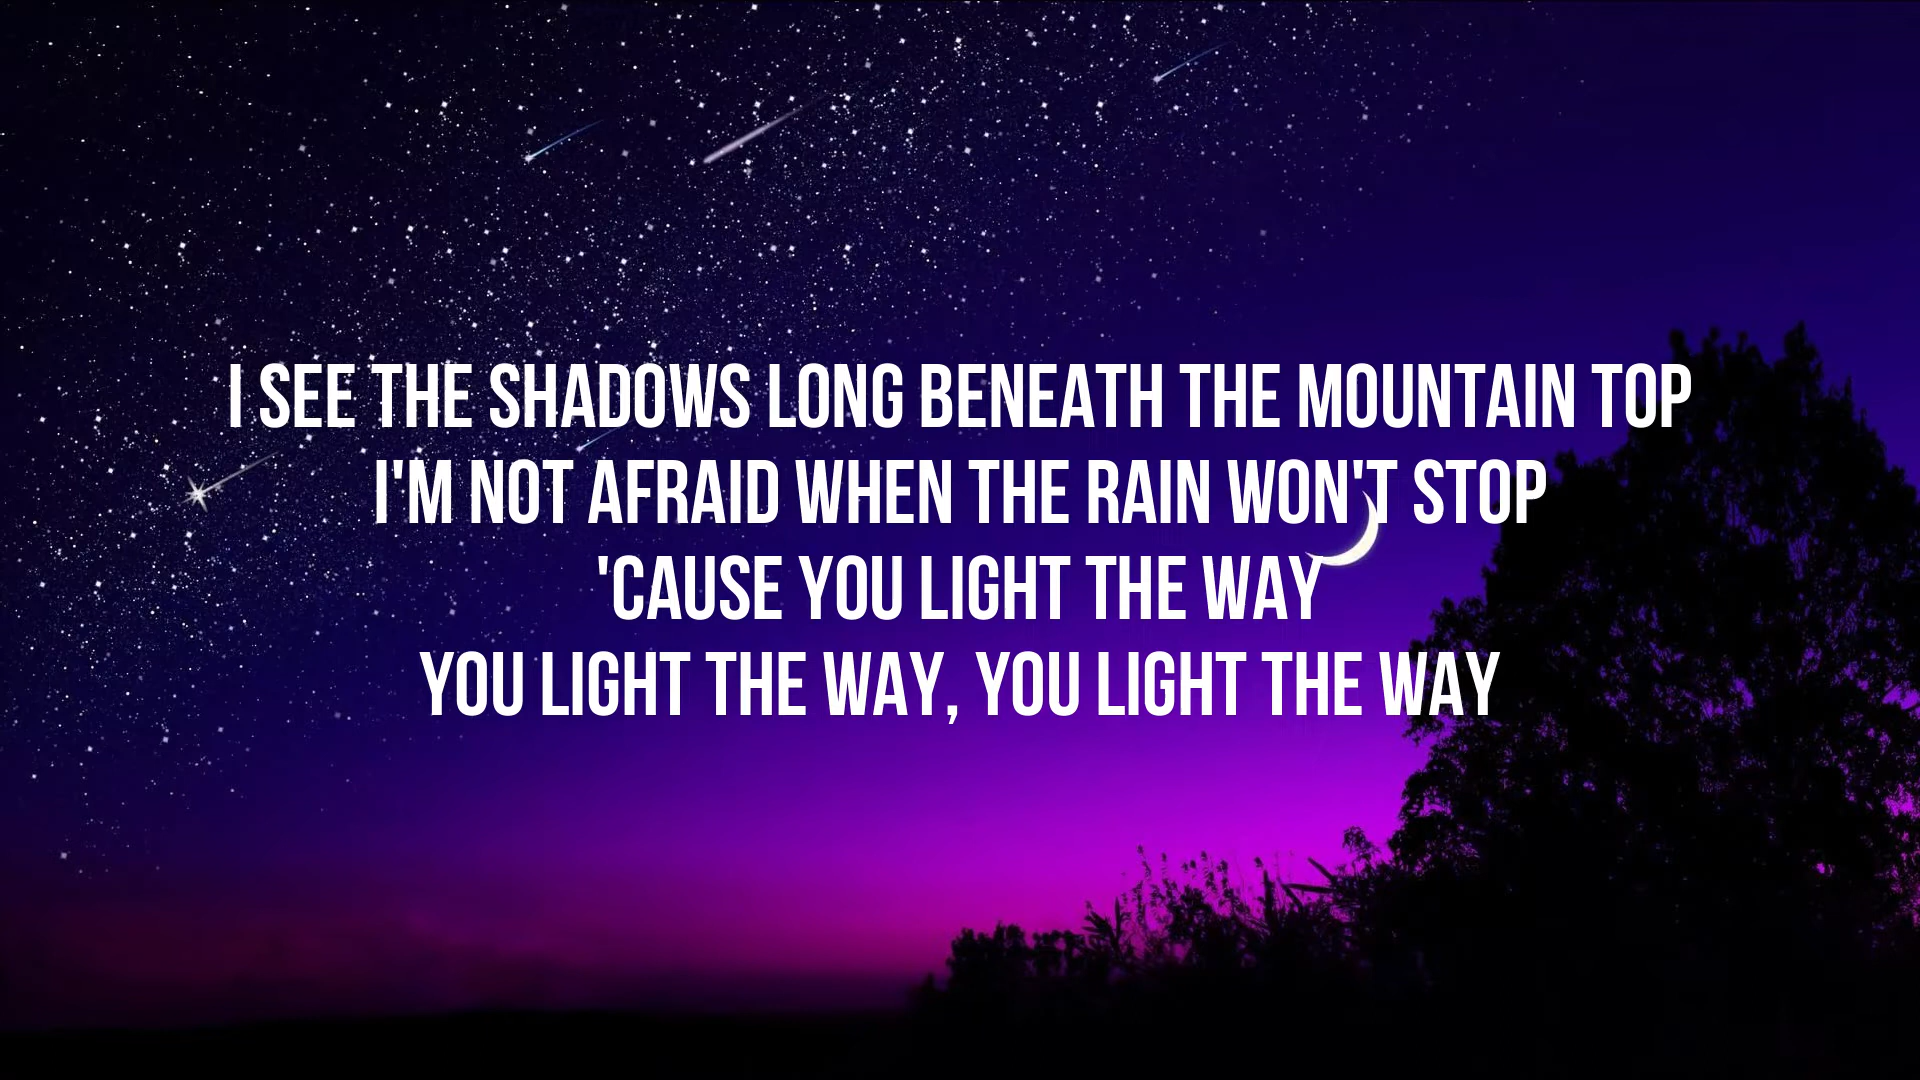 I SEE THE SHADOWS LONG BENEATH THE MOUNTAIN TOP
I'M NOT AFRAID WHEN THE RAIN WON'T STOP
'CAUSE YOU LIGHT THE WAY
YOU LIGHT THE WAY, YOU LIGHT THE WAY